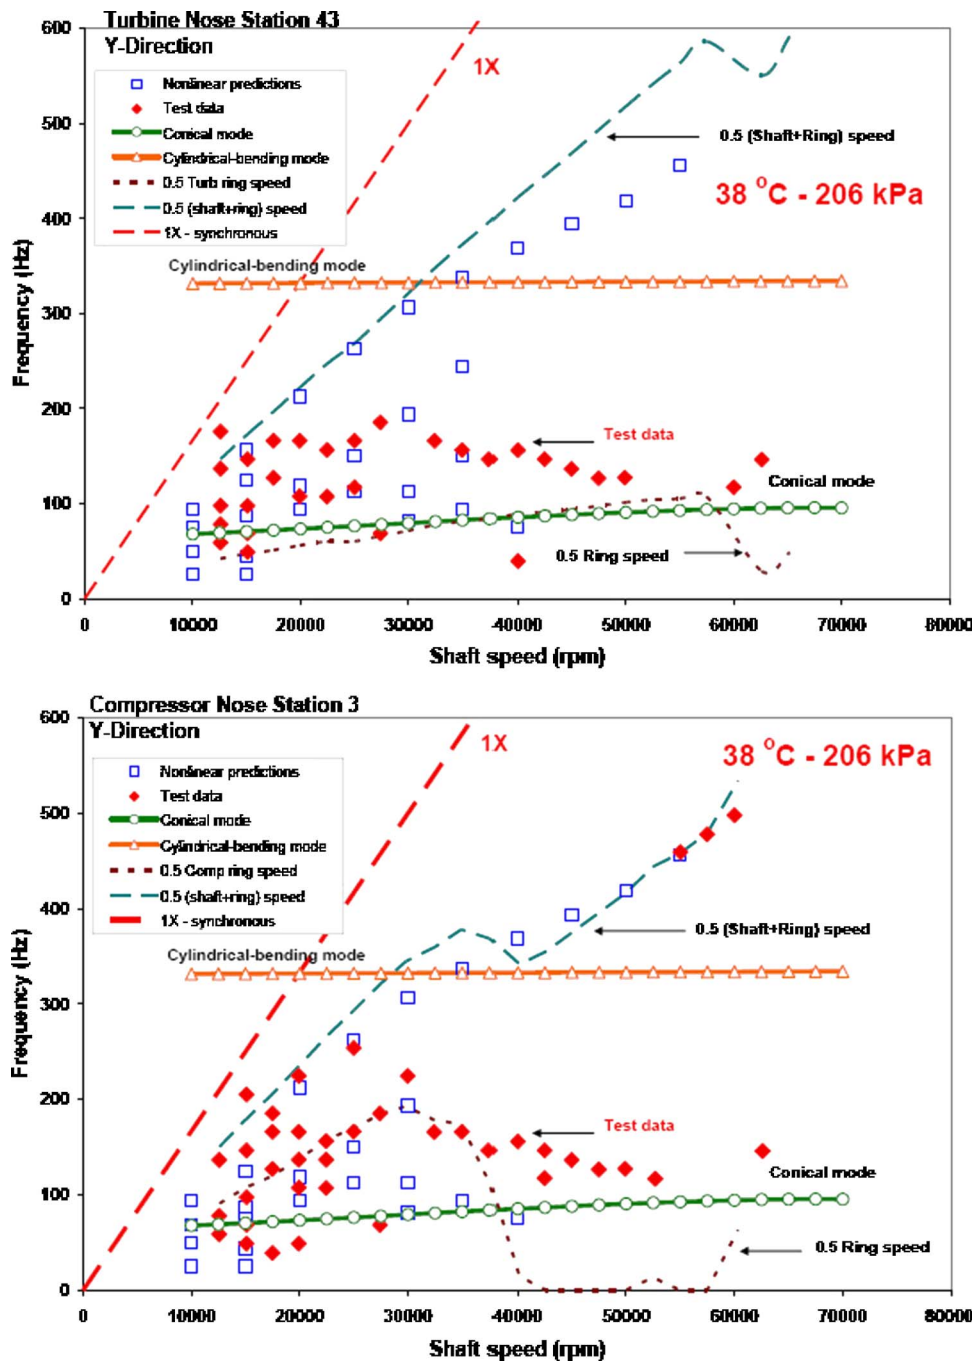 Turbine Nose Station 43
Y-Direction
600
500
400
300
200
100
0
Frequency (Hz)
Nonlinear predictions
Test data
Conical mode
Cylindrical-bending mode
0.5 Turb ring speed
0.5 (shaft+ring) speed
1X - synchronous
1X
0.5 (Shaft+Ring) speed
38 °C - 206 kPa
Cylindrical-bending mode
Test data
Conical mode
0.5 Ring speed
0 10000 20000 30000 40000 50000 60000 70000 80000
Shaft speed (rpm)
Compressor Nose Station 3
Y-Direction
600
500
400
300
200
100
0
Frequency (Hz)
Nonlinear predictions
Test data
Conical mode
Cylindrical-bending mode
0.5 Comp ring speed
0.5 (shaft+ring) speed
1X - synchronous
1X
38 °C - 206 kPa
0.5 (Shaft+Ring) speed
Cylindrical-bending mode
Test data
Conical mode
0.5 Ring speed
0 10000 20000 30000 40000 50000 60000 70000 80000
Shaft speed (rpm)